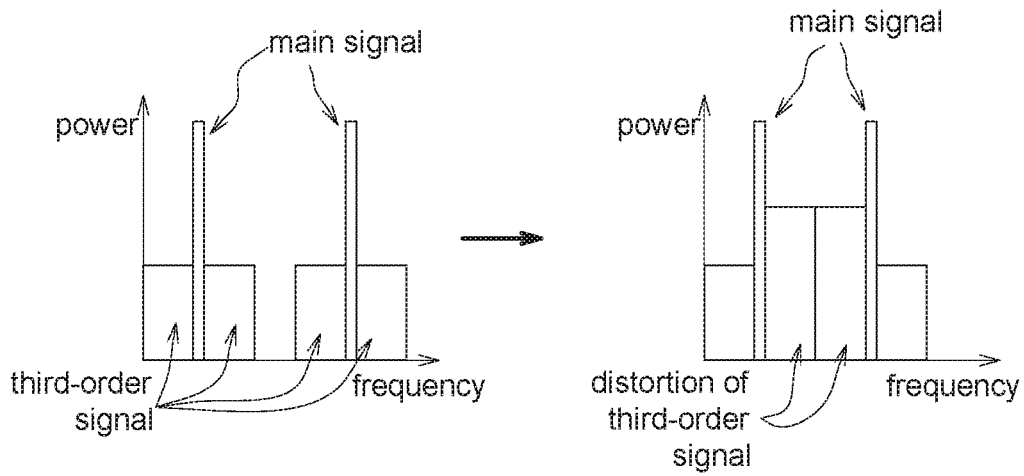 main signal
power
third-order
signal
frequency
main signal
power
distortion of
third-order
signal
frequency